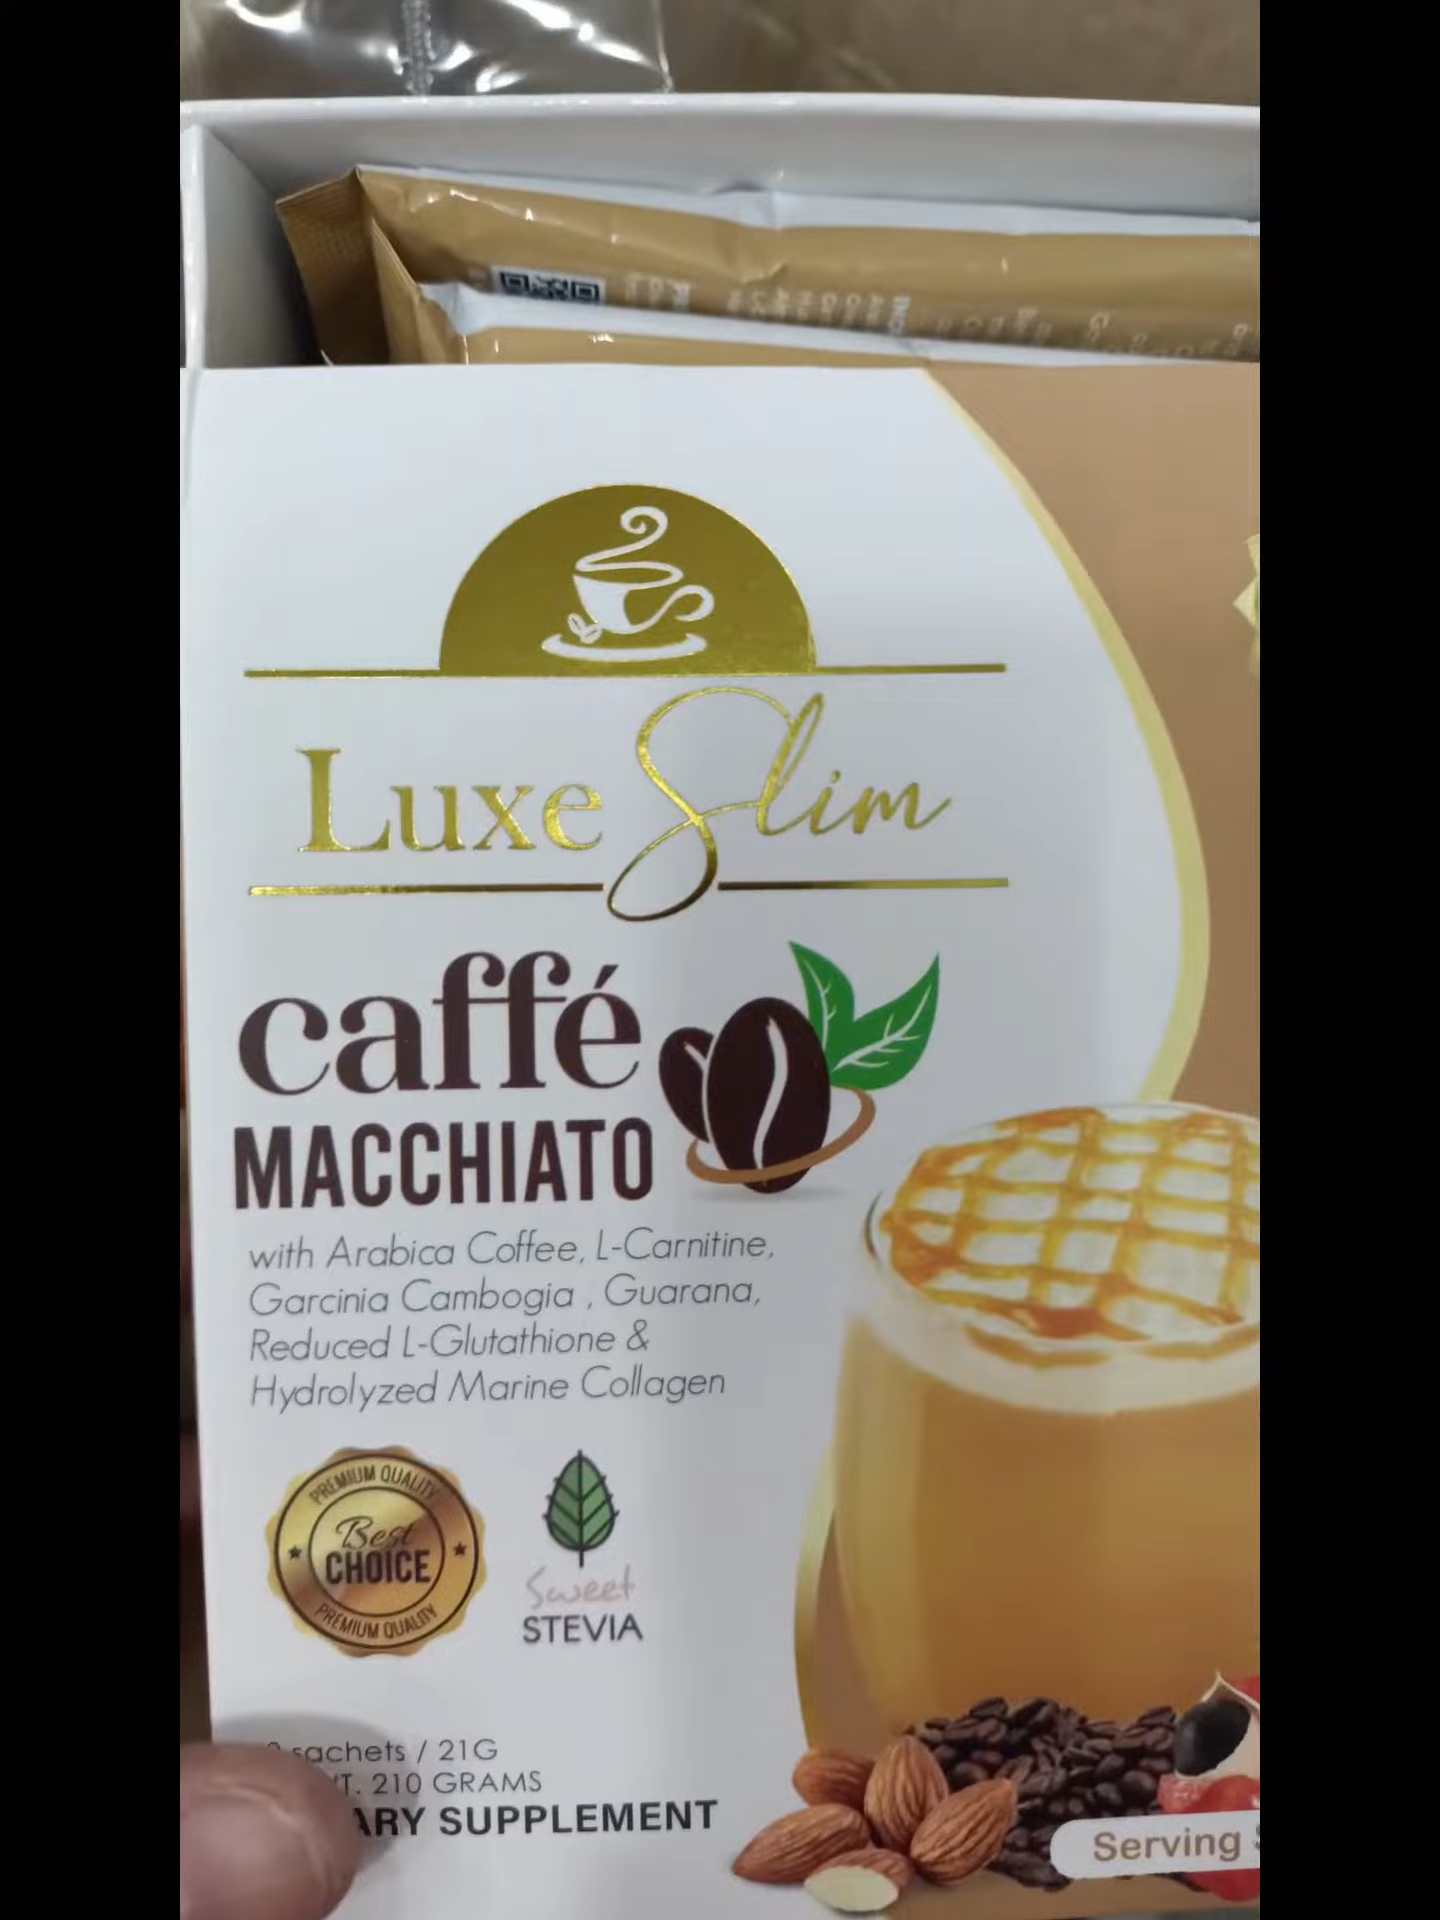 Luxe Slim
caffé
MACCHIATO
with Arabica Coffee, L-Carnitine,
Garcinia Cambogia , Guarana,
Reduced L-Glutathione &
Hydrolyzed Marine Collagen
PREMIUM QUALITY
Best
CHOICE
PREMIUM QUALITY
Sweet
STEVIA
sachets / 21G
210 GRAMS
SUPPLEMENT
Serving